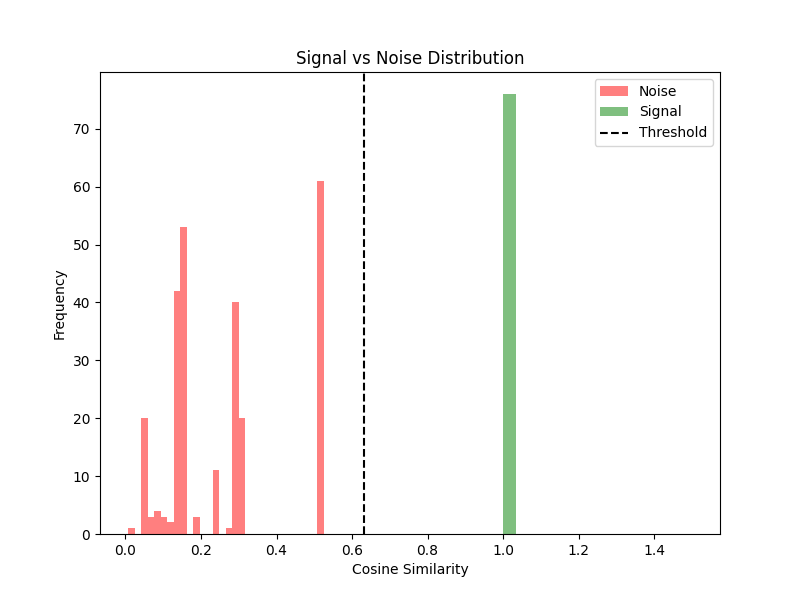 Signal vs Noise Distribution
Noise
Signal
Threshold
70
60
50
40
30
20
10
0
Frequency
0.0 0.2 0.4 0.6 0.8 1.0 1.2 1.4
Cosine Similarity